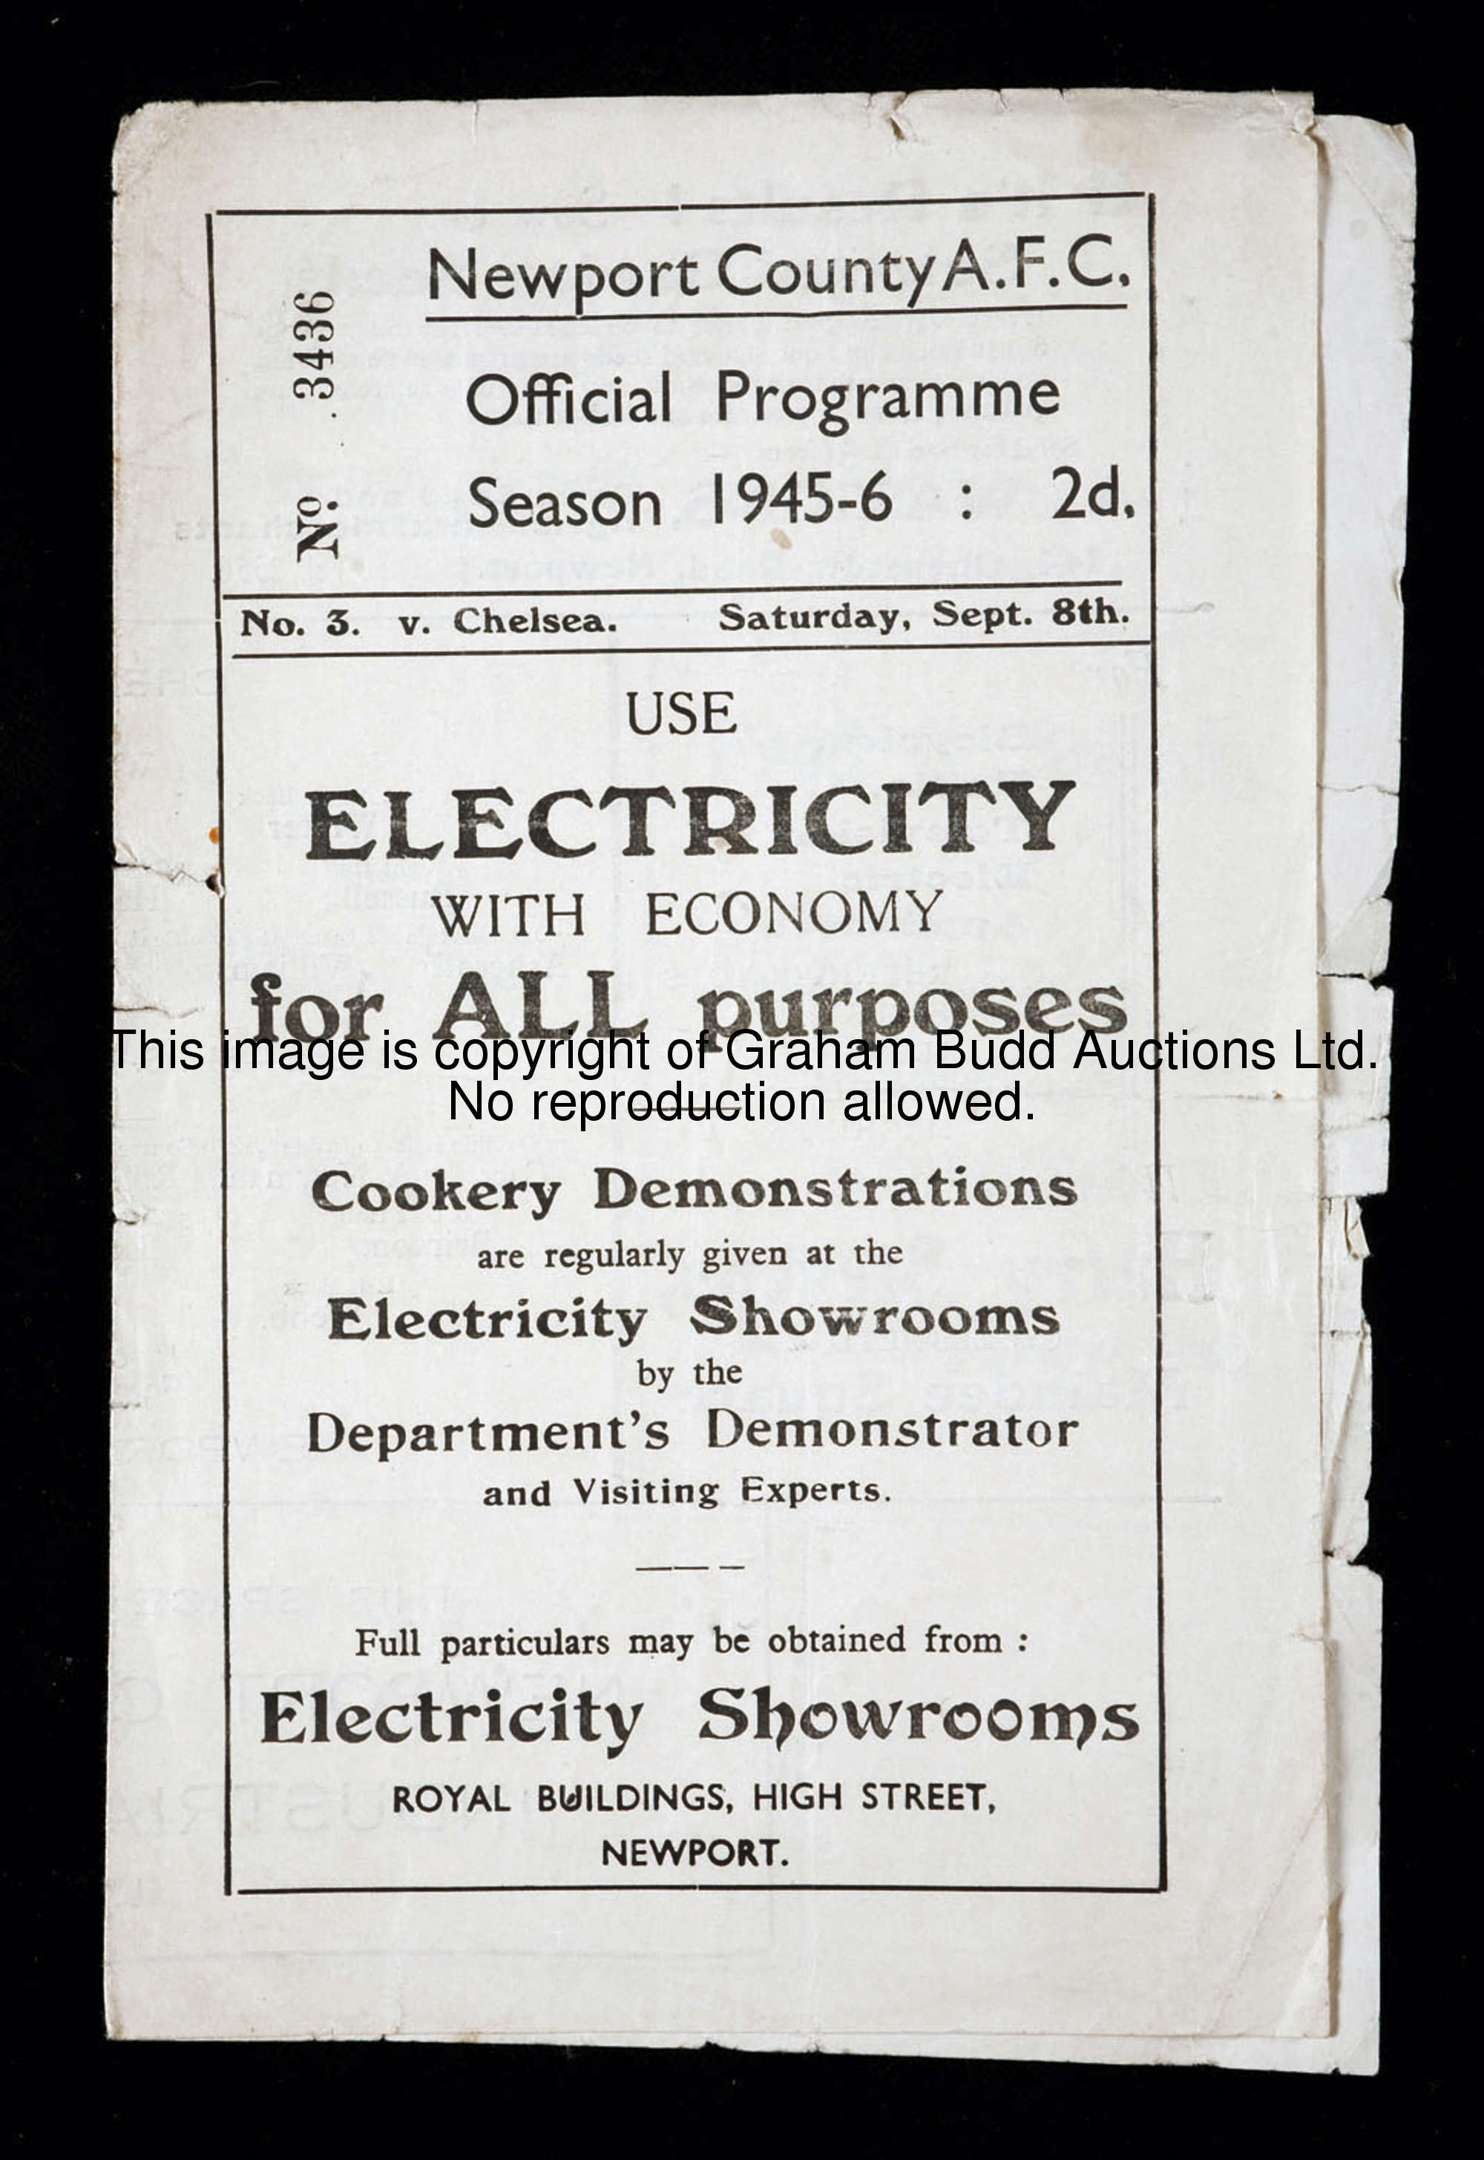 Nº. 3436
Newport County A.F.C.
Official Programme
Season 1945-6 : 2d.
No. 3. v. Chelsea. Saturday, Sept. 8th.
USE
ELECTRICITY
WITH ECONOMY
for ALL purposes
This image is copyright of Graham Budd Auctions Ltd.
No reproduction allowed.
Cookery Demonstrations
are regularly given at the
Electricity Showrooms
by the
Department's Demonstrator
and Visiting Experts.
Full particulars may be obtained from :
Electricity Showrooms
ROYAL BUILDINGS, HIGH STREET,
NEWPORT.